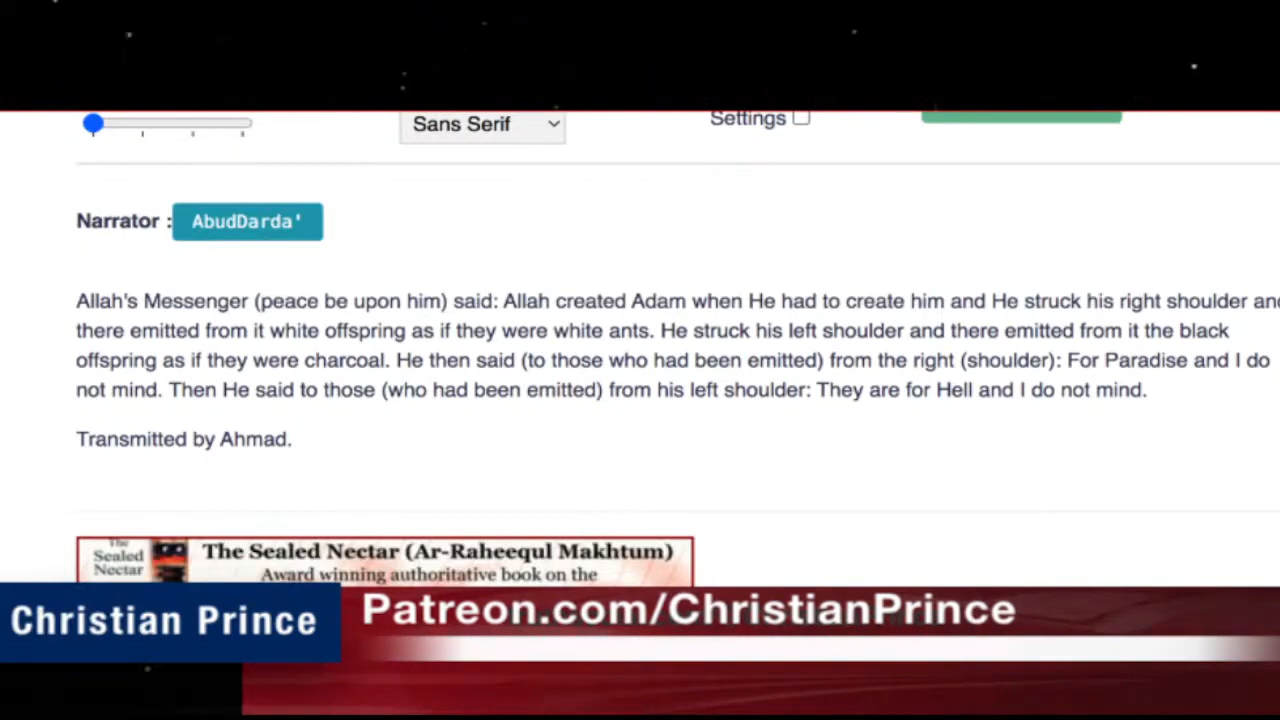 Sans Serif
Settings
Narrator : AbudDarda'
Allah's Messenger (peace be upon him) said: Allah created Adam when He had to create him and He struck his right shoulder and
there emitted from it white offspring as if they were white ants. He struck his left shoulder and there emitted from it the black
offspring as if they were charcoal. He then said (to those who had been emitted) from the right (shoulder): For Paradise and I do
not mind. Then He said to those (who had been emitted) from his left shoulder: They are for Hell and I do not mind.
Transmitted by Ahmad.
The
Sealed
Nectar
The Sealed Nectar (Ar-Raheequl Makhtum)
Award winning authoritative book on the
Christian Prince
Patreon.com/ChristianPrince